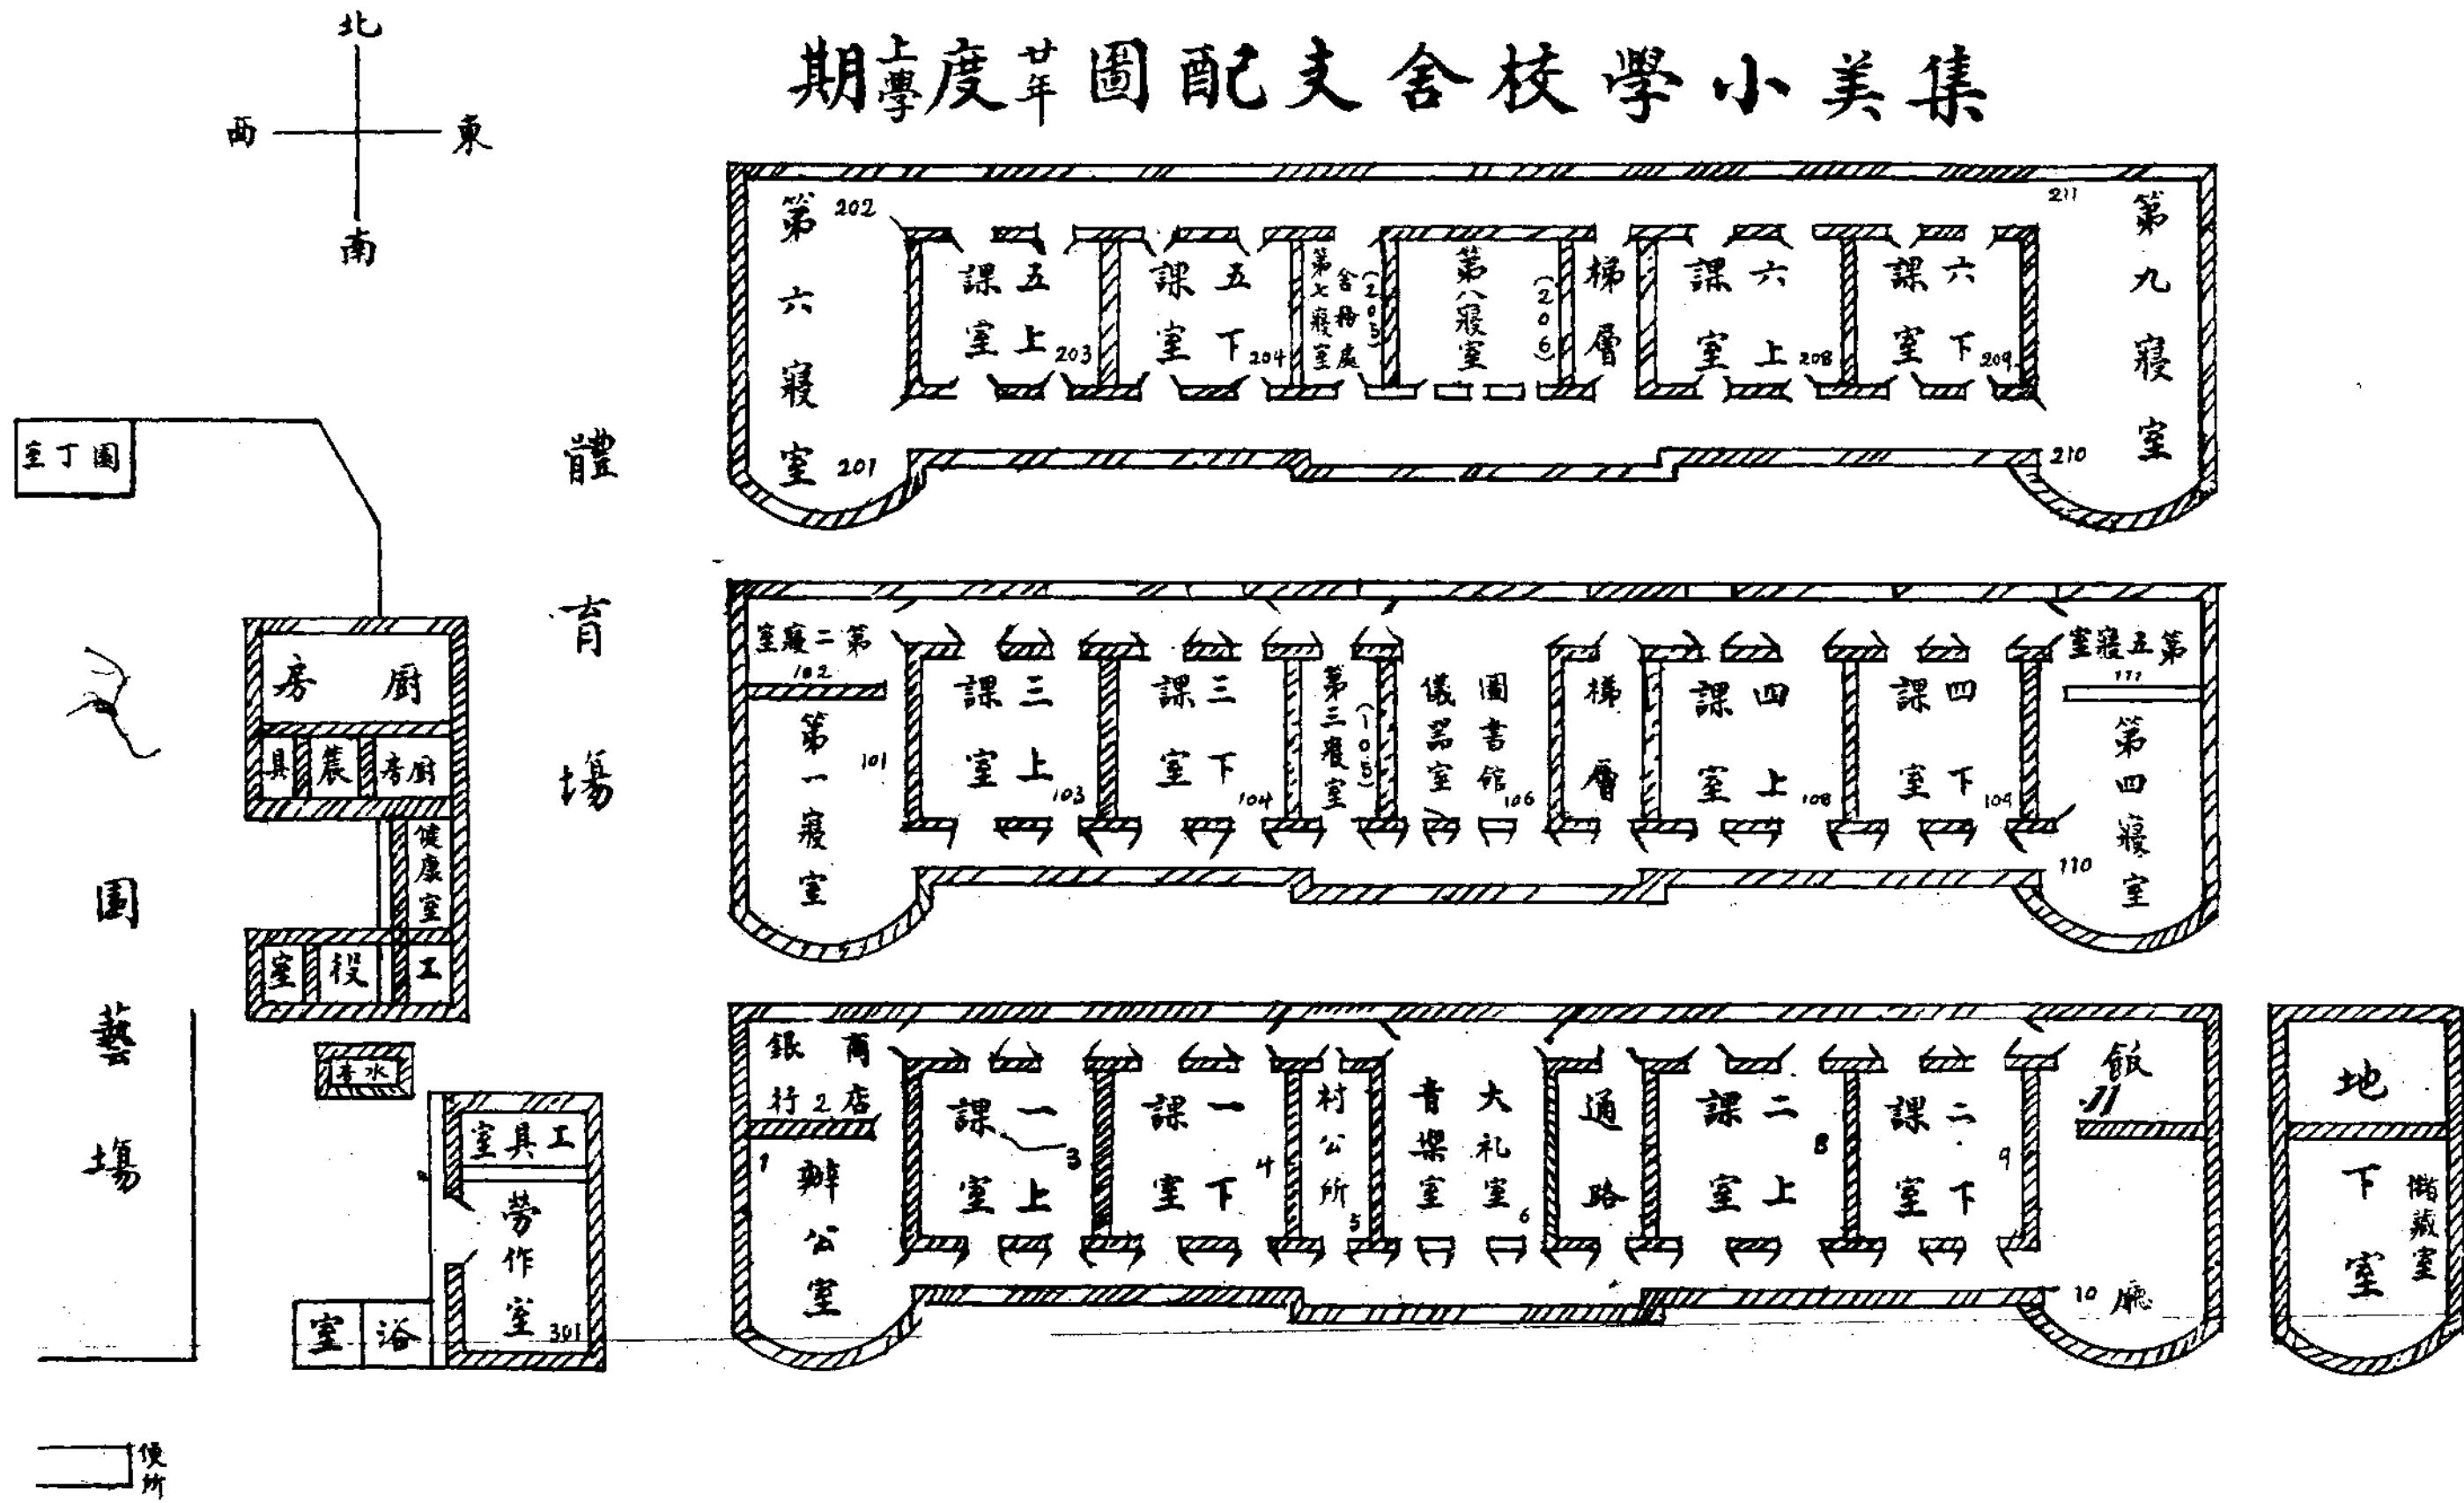 集美小學校舍支配圖廿年度上學期
北
西
東
南
第六寢室
202
201
五上課室
203
五下課室
204
第七寢室
舍務處
(205)
第八寢室
(206)
梯層
六上課室
208
六下課室
209
211
第九寢室
210
體育場
園丁室
廚房
廚房
農具
健康室
工役室
水寄
工具室
勞作室
301
浴室
園藝場
便所
第二寢室
102
第一寢室
101
三上課室
103
三下課室
104
第三寢室
(105)
圖書館
儀器室
106
梯層
四上課室
108
四下課室
109
第五寢室
111
第四寢室
110
商店
銀行
2
1
辦公室
一上課室
3
一下課室
4
村公所
5
大礼室
音樂室
6
通路
二上課室
8
二下課室
9
飯廳
11
10
地下室
儲藏室